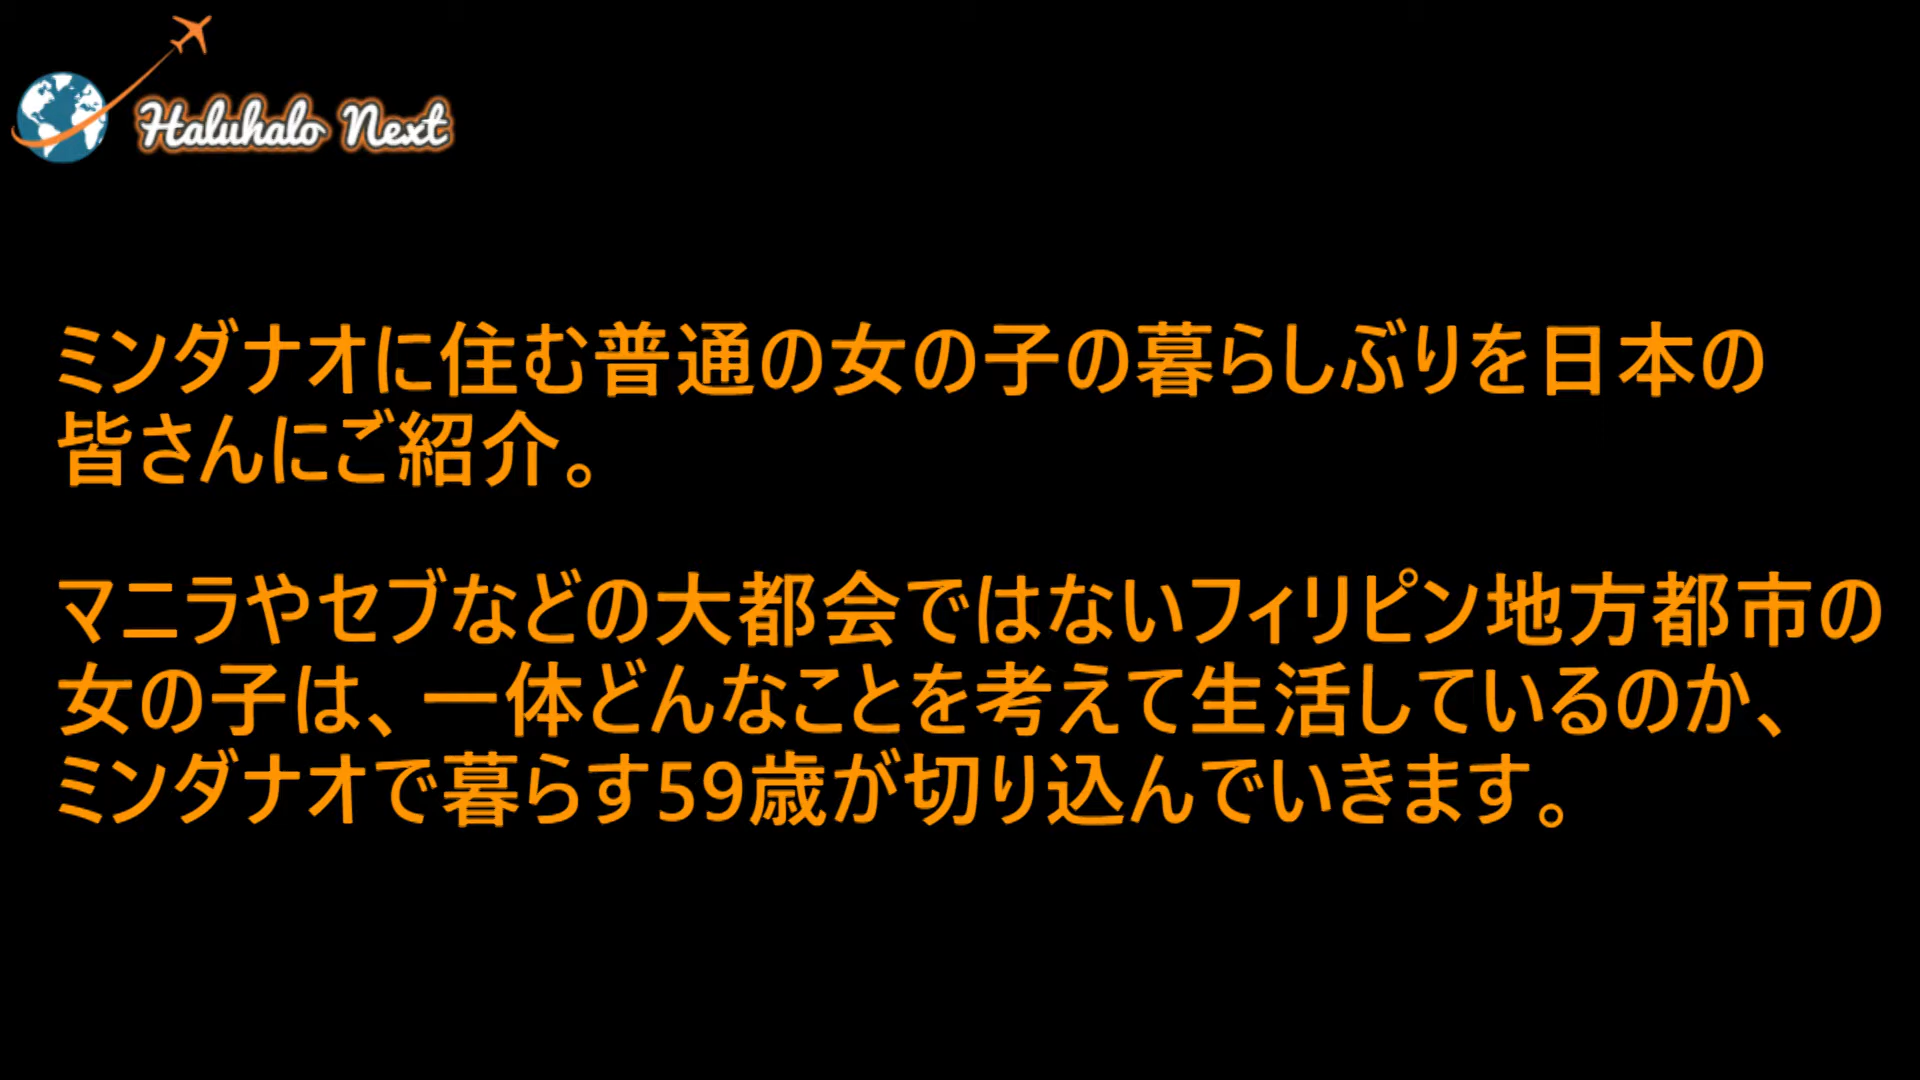 Haluhalo Next
ミンダナオに住む普通の女の子の暮らしぶりを日本の
皆さんにご紹介。
マニラやセブなどの大都会ではないフィリピン地方都市の
女の子は、一体どんなことを考えて生活しているのか、
ミンダナオで暮らす59歳が切り込んでいきます。